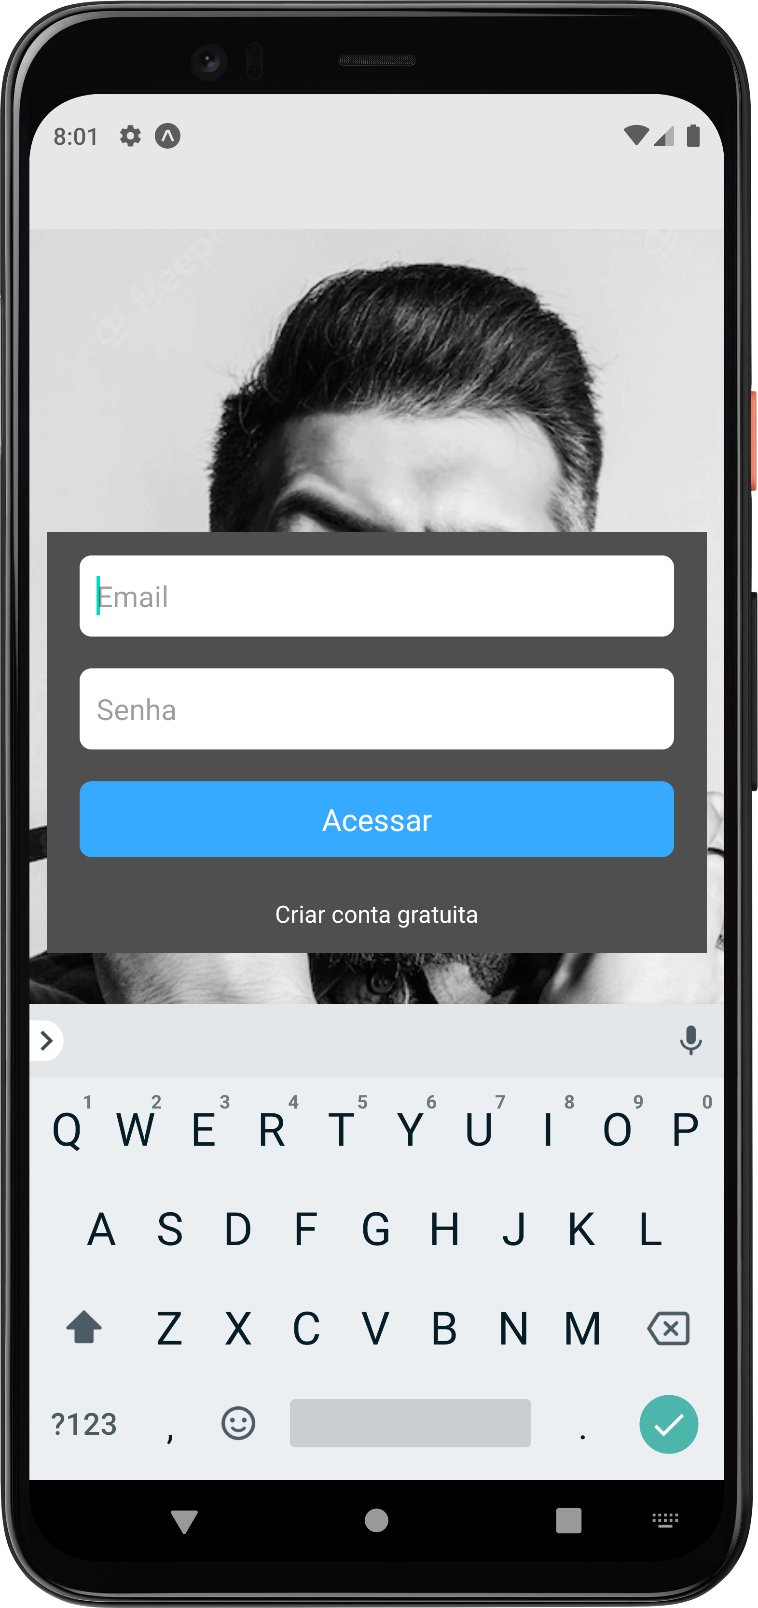 8:01
freepi
Email
Senha
Acessar
Criar conta gratuita
1 2 3 4 5 6 7 8 9 0
Q W E R T Y U I O P
A S D F G H J K L
Z X C V B N M
?123 , .